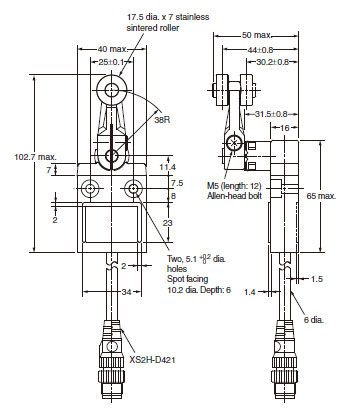 17.5 dia. x 7 stainless
sintered roller
50 max.
40 max.
44±0.8
25±0.1
30.2±0.8
38R
31.5±0.8
16
102.7 max.
7
11.4
7.5
8
M5 (length: 12)
Allen-head bolt
65 max.
2
23
2
Two, 5.1 +0.2 0 dia.
holes
Spot facing
10.2 dia. Depth: 6
34
1.5
1.4
6 dia.
XS2H-D421